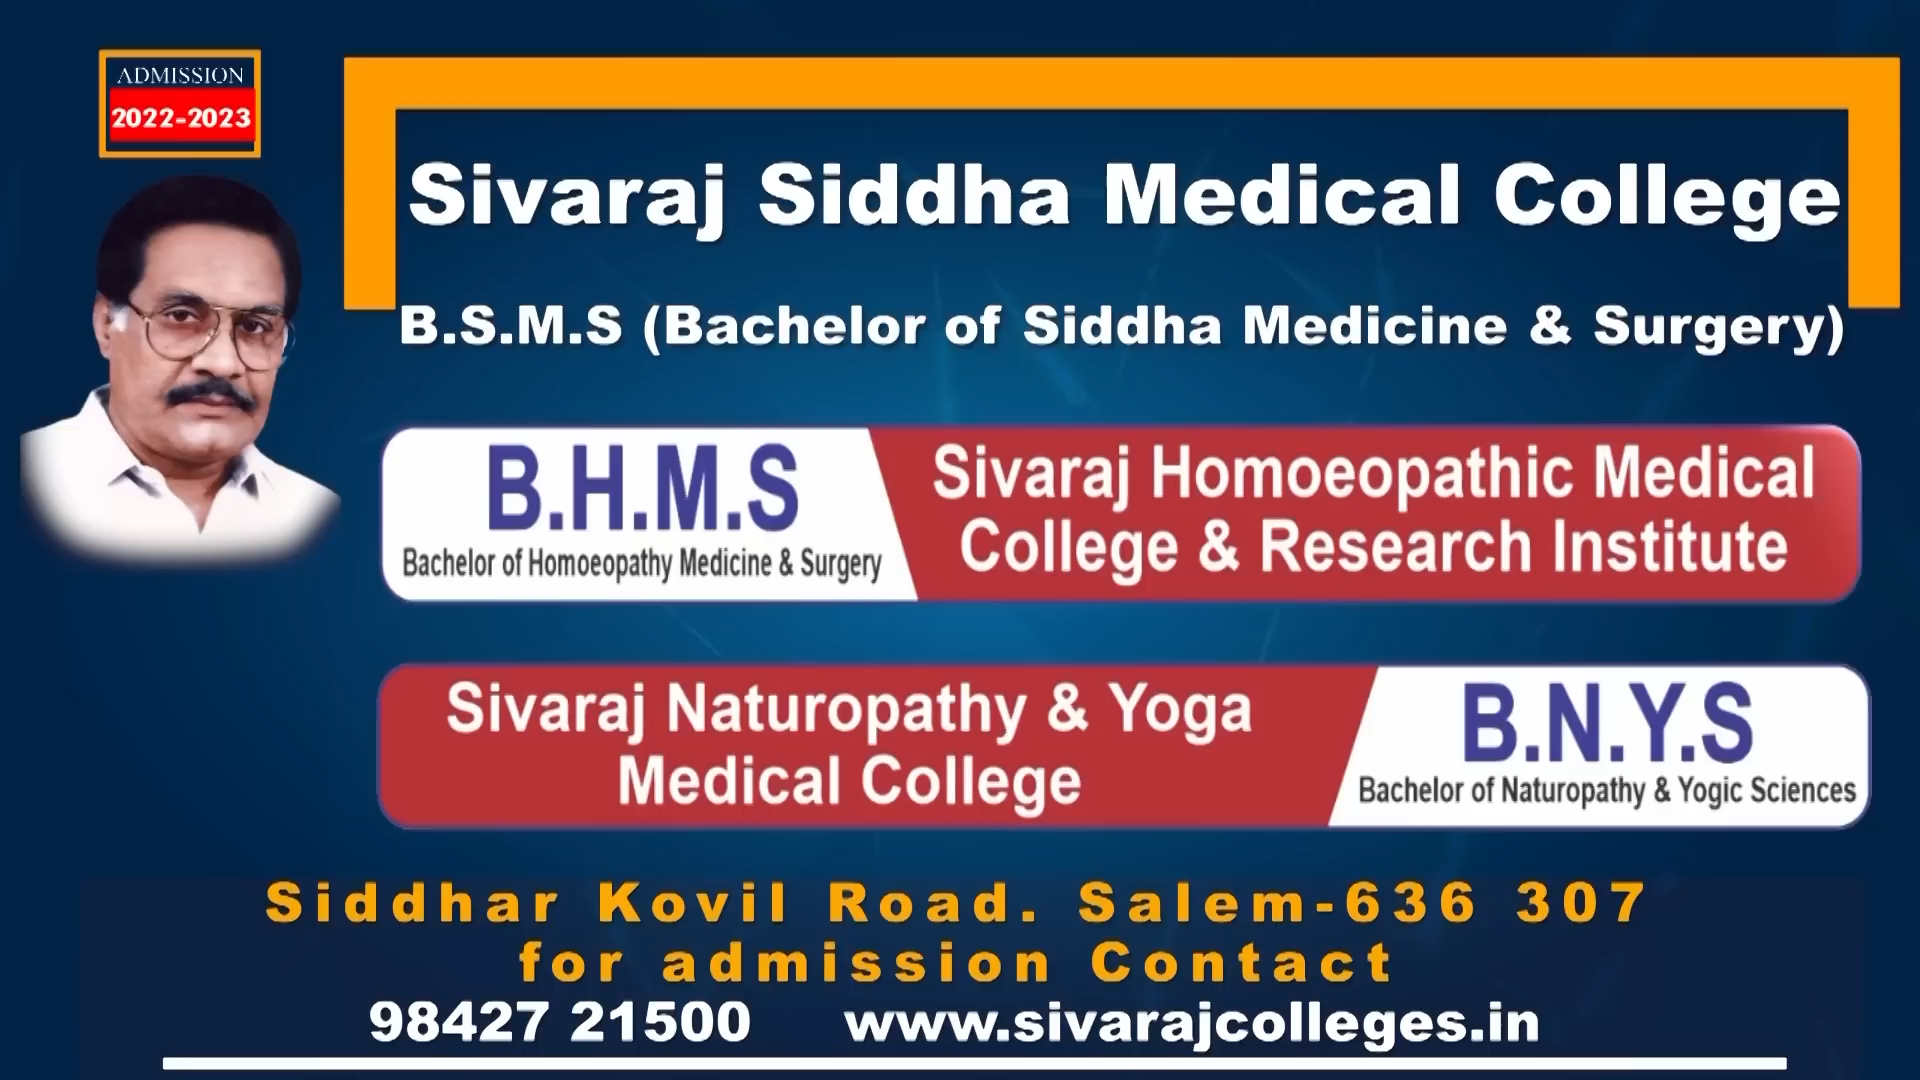 ADMISSION
2022-2023
Sivaraj Siddha Medical College
B.S.M.S (Bachelor of Siddha Medicine & Surgery)
B.H.M.S
Bachelor of Homoeopathy Medicine & Surgery
Sivaraj Homoeopathic Medical
College & Research Institute
Sivaraj Naturopathy & Yoga
Medical College
B.N.Y.S
Bachelor of Naturopathy & Yogic Sciences
Siddhar Kovil Road. Salem-636 307
for admission Contact
98427 21500 www.sivarajcolleges.in